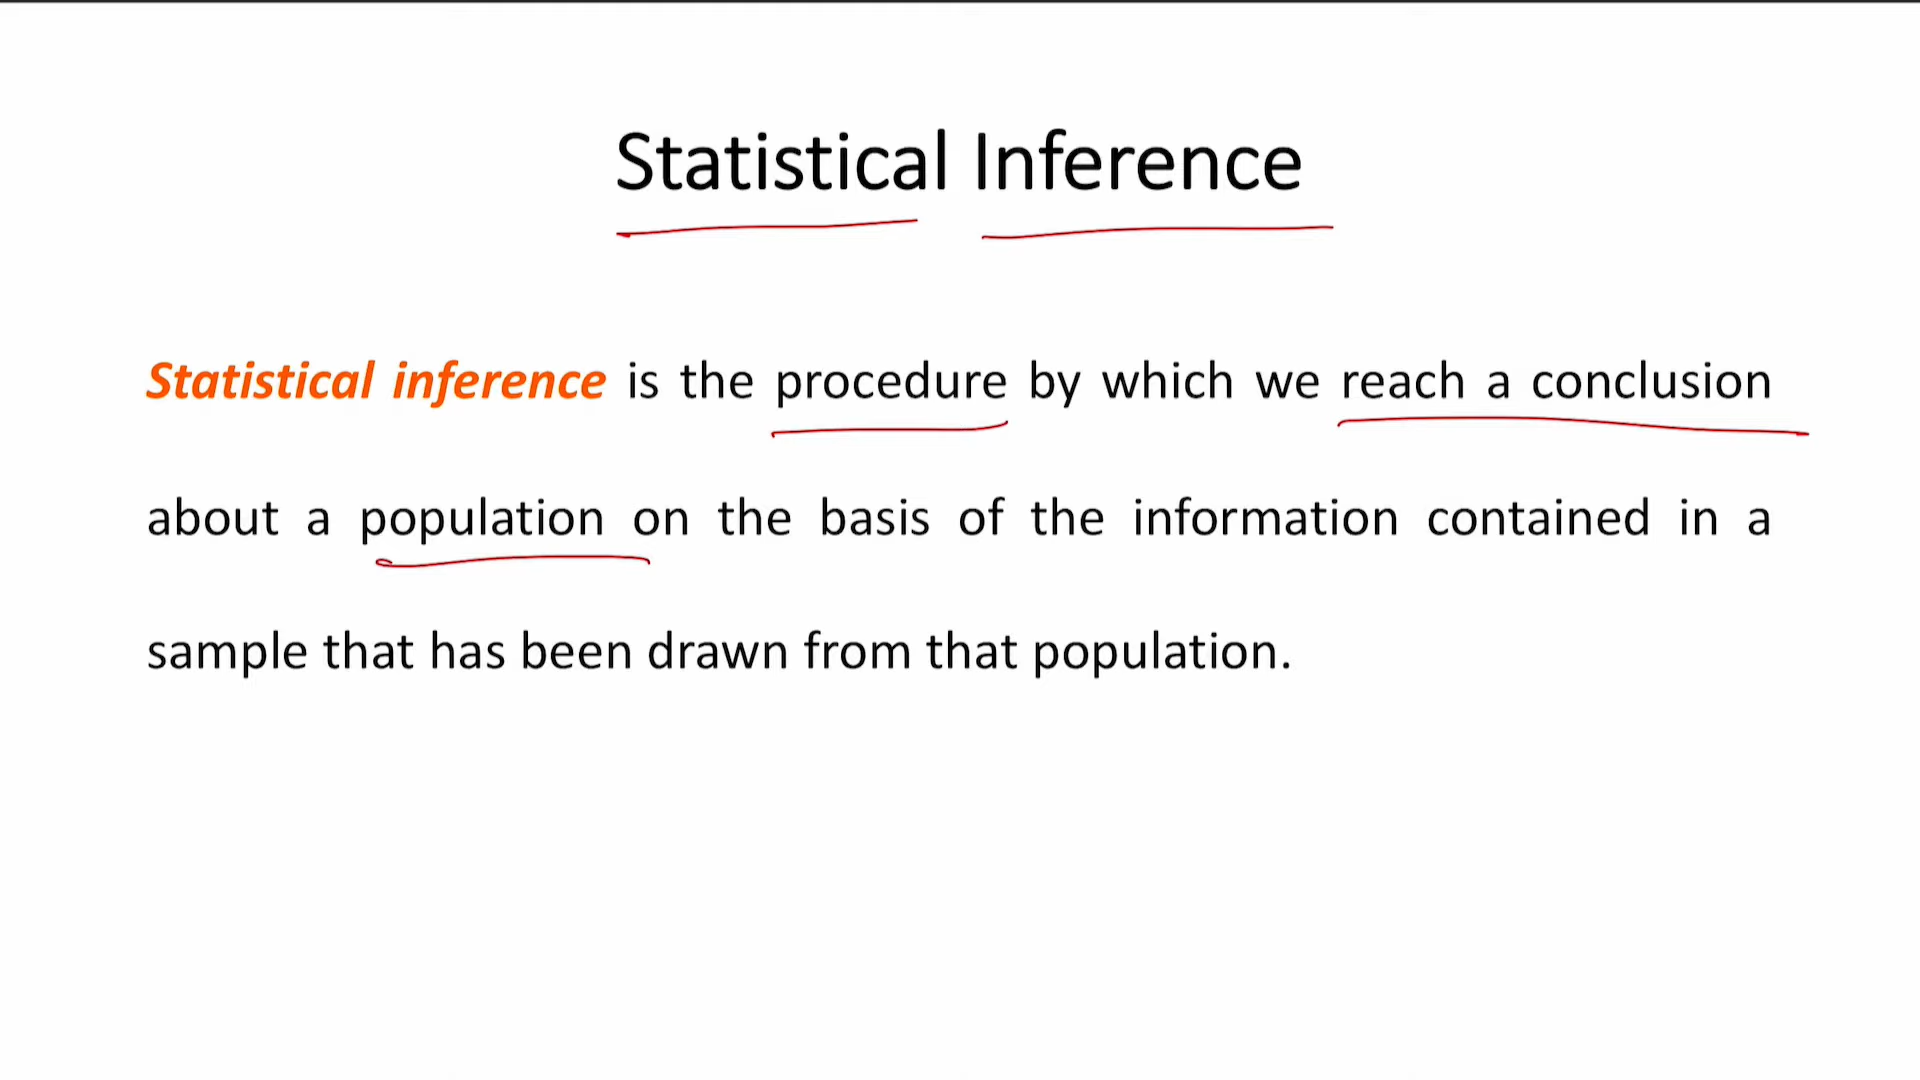 Statistical Inference
Statistical inference is the procedure by which we reach a conclusion
about a population on the basis of the information contained in a
sample that has been drawn from that population.